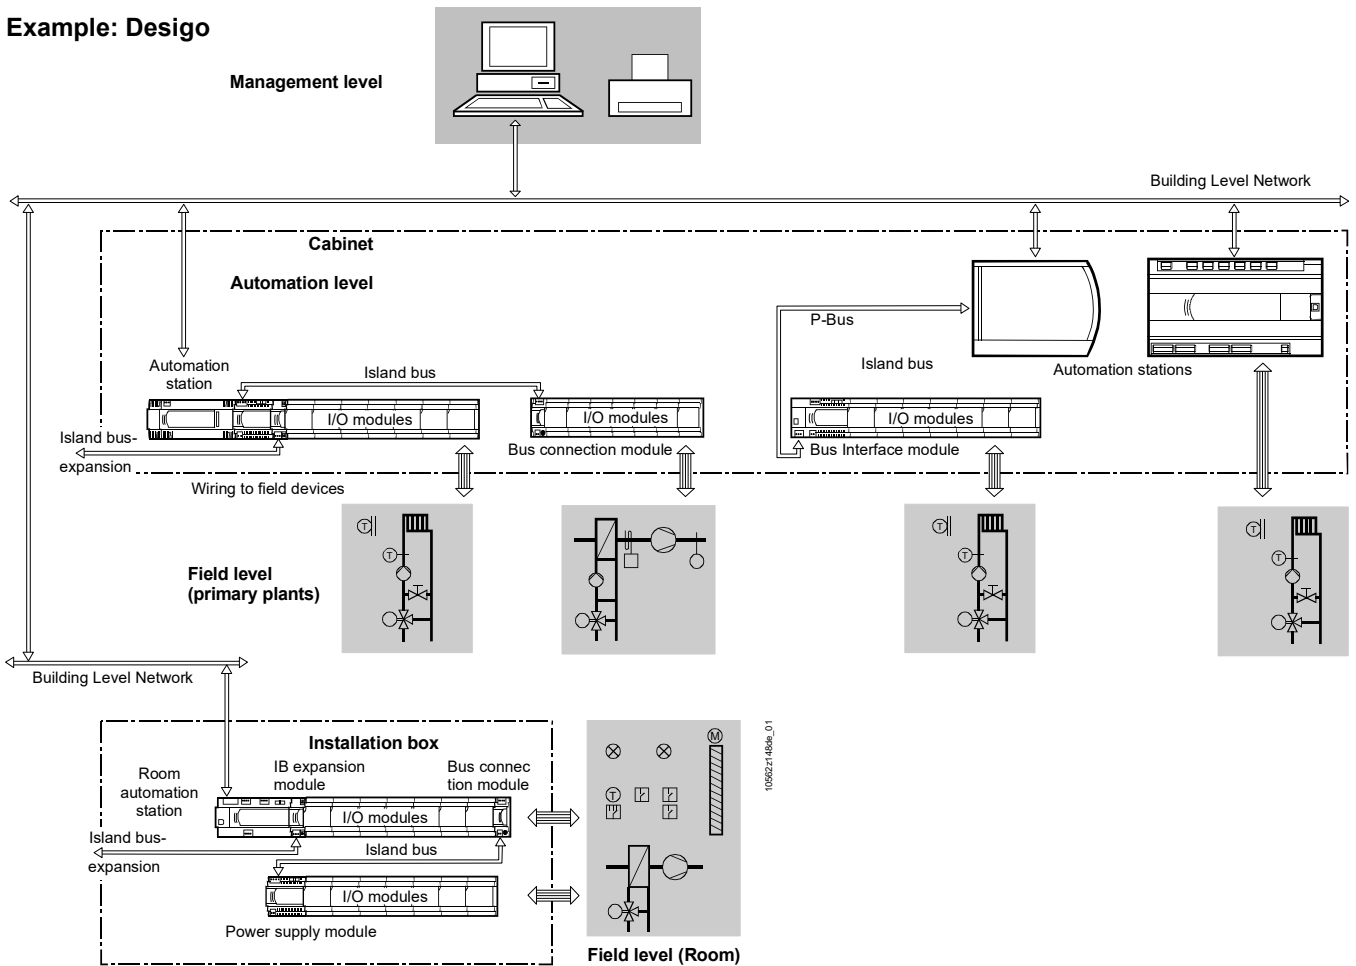 Example: Desigo
Management level
Building Level Network
Cabinet
Automation level
P-Bus
Automation
station
Island bus
Island bus
Automation stations
I/O modules
I/O modules
I/O modules
Island bus-
expansion
Bus connection module
Bus Interface module
Wiring to field devices
T
T
T
T
T
T
Field level
(primary plants)
Building Level Network
Installation box
10562z148de_01
M
Room
automation
station
IB expansion
module
Bus connec
tion module
T
I/O modules
Island bus-
expansion
Island bus
I/O modules
Power supply module
Field level (Room)